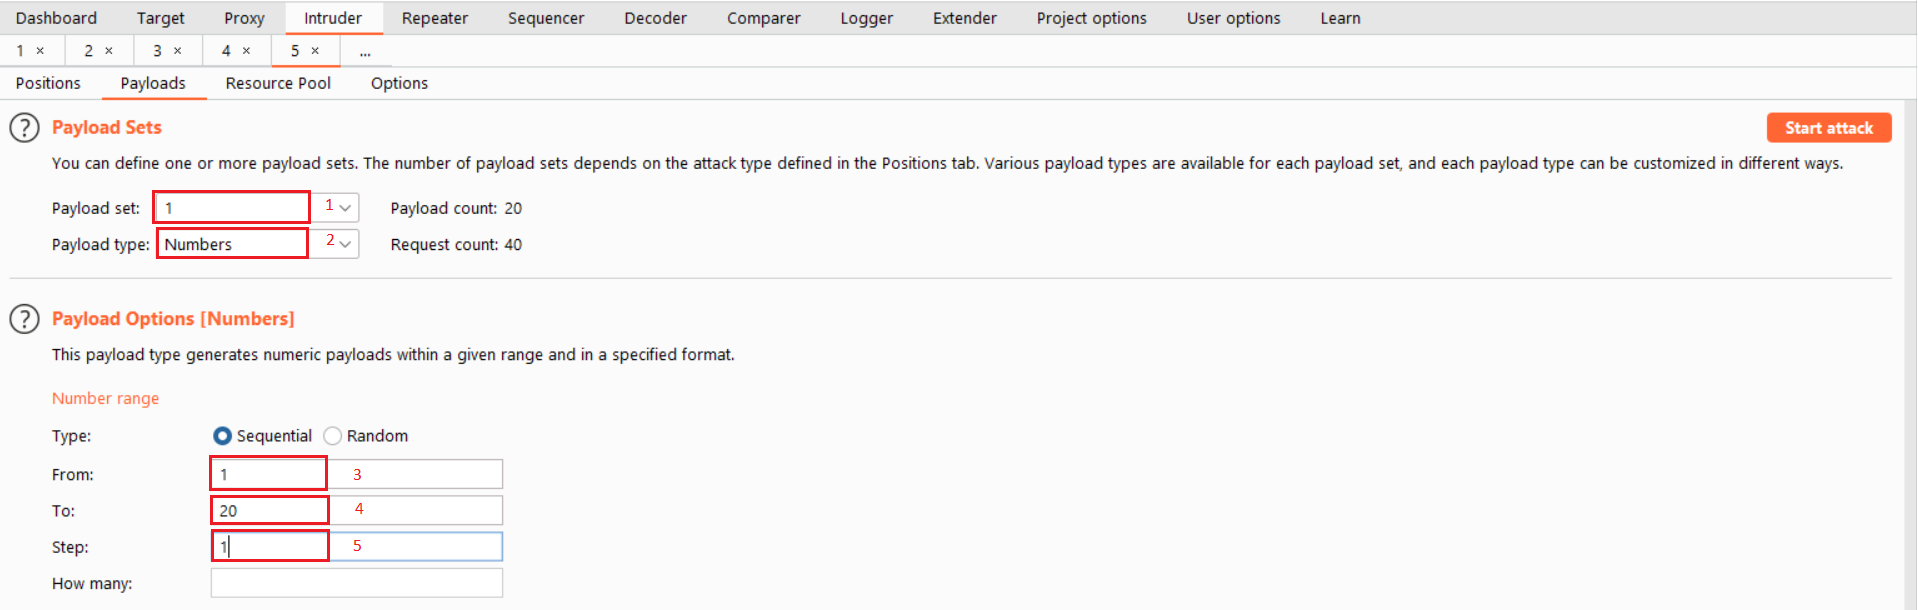 Dashboard Target Proxy Intruder Repeater Sequencer Decoder Comparer Logger Extender Project options User options Learn
1 × 2 × 3 × 4 × 5 × ...
Positions Payloads Resource Pool Options
? Payload Sets Start attack
You can define one or more payload sets. The number of payload sets depends on the attack type defined in the Positions tab. Various payload types are available for each payload set, and each payload type can be customized in different ways.
Payload set: 1 1 Payload count: 20
Payload type: Numbers 2 Request count: 40
? Payload Options [Numbers]
This payload type generates numeric payloads within a given range and in a specified format.
Number range
Type: Sequential Random
From: 1 3
To: 20 4
Step: 1 5
How many: